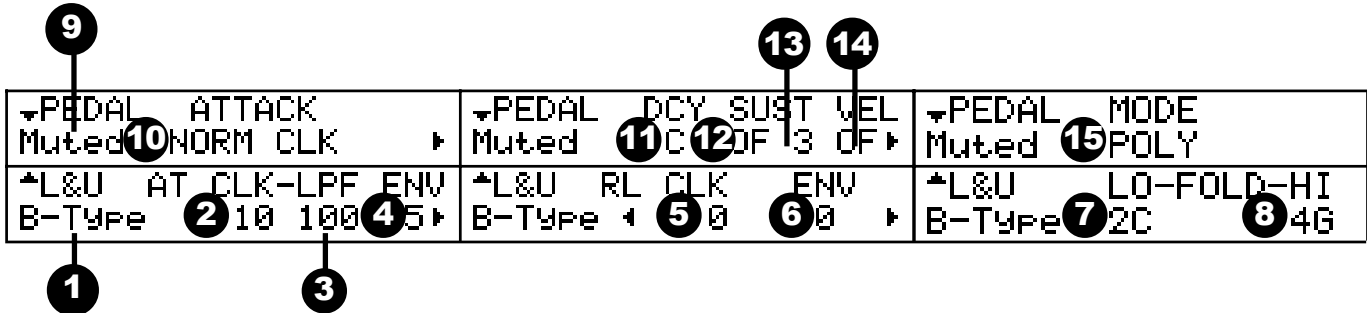 9
13 14
PEDAL ATTACK
Muted 10 NORM CLK
PEDAL DCY SUST VEL
Muted 11 C 12 OF 3 OF
PEDAL MODE
Muted 15 POLY
L&U AT CLK-LPF ENV
B-Type 2 10 100 4 5
L&U RL CLK ENV
B-Type 5 0 6 0
L&U LO-FOLD-HI
B-Type 7 2C 8 4G
1 3